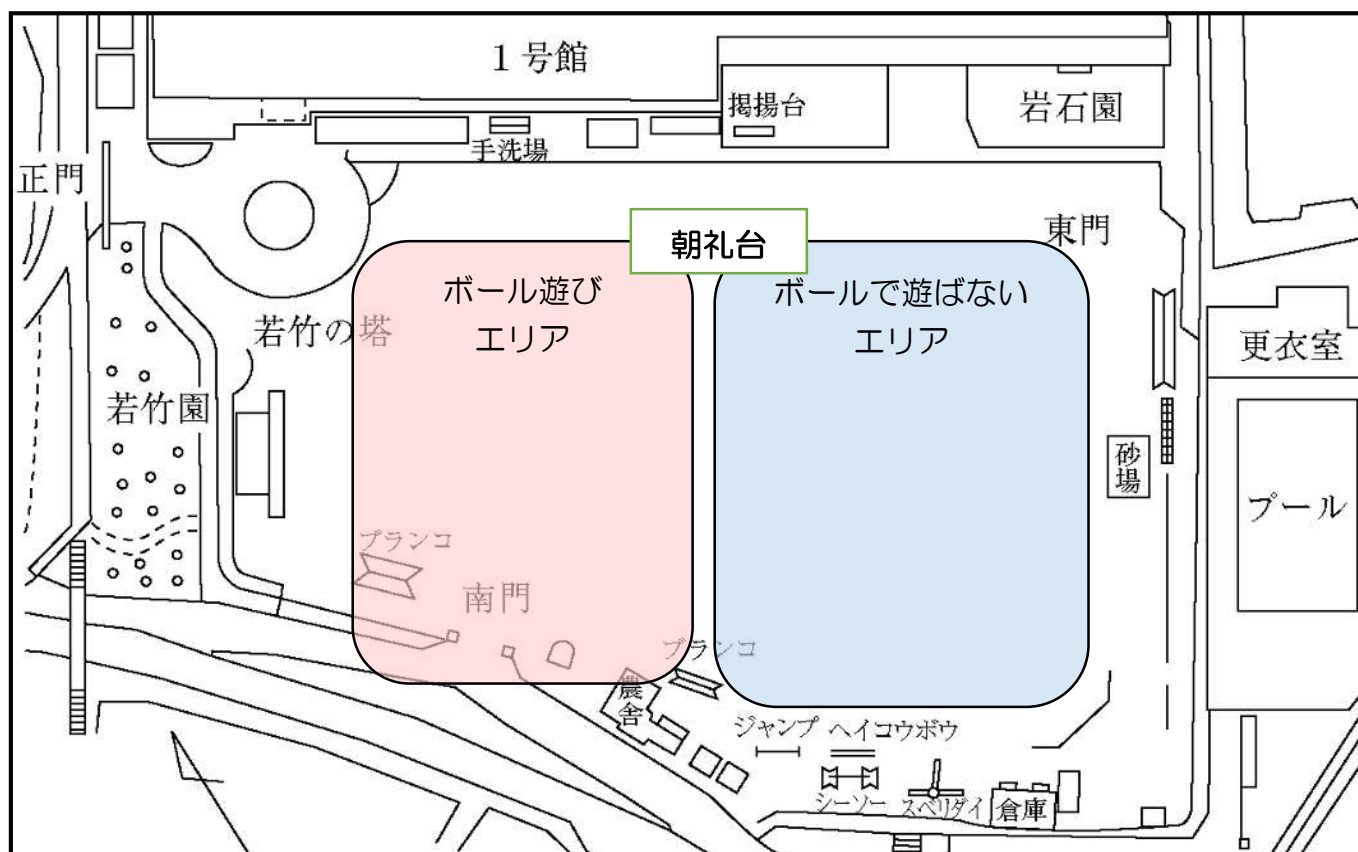 1号館
掲揚台
岩石園
手洗場
正門
朝礼台
東門
ボール遊び
エリア
ボールで遊ばない
エリア
若竹の塔
更衣室
若竹園
砂場
プール
ブランコ
南門
ブランコ
農舎
ジャンプ
ヘイコウボウ
シーソー
スベリダイ
倉庫